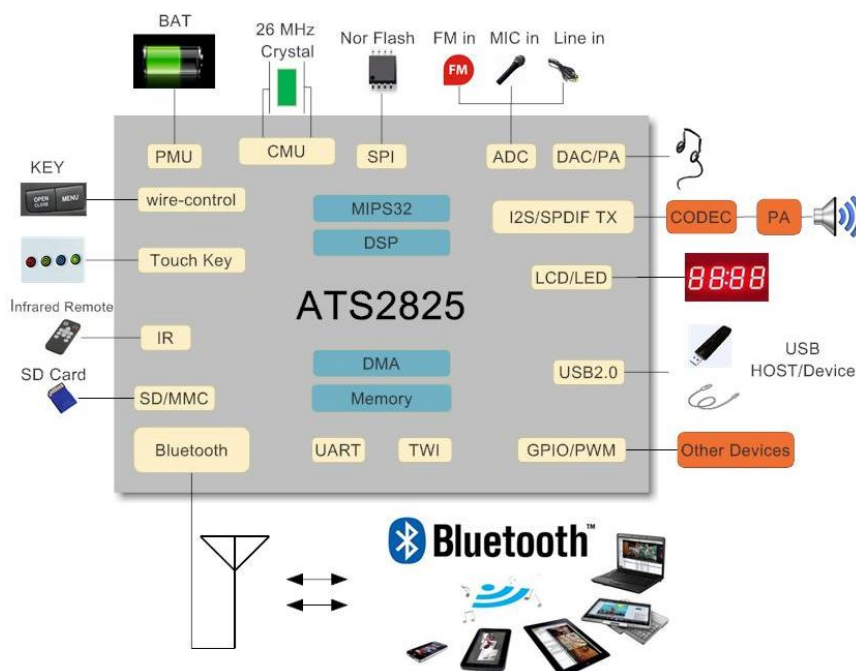 BAT
26 MHz
Crystal
Nor Flash
FM in
MIC in
Line in
FM
PMU
CMU
SPI
ADC
DAC/PA
KEY
OPEN
CLOSE
MENU
wire-control
MIPS32
I2S/SPDIF TX
CODEC
PA
DSP
Touch Key
LCD/LED
88:88
ATS2825
Infrared Remote
IR
DMA
USB2.0
USB
HOST/Device
SD Card
SD/MMC
Memory
Bluetooth
UART
TWI
GPIO/PWM
Other Devices
Bluetooth™